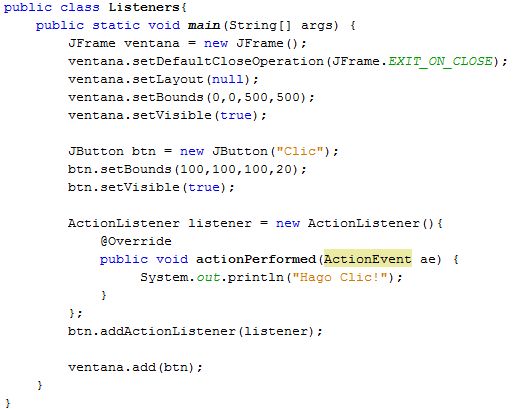 public class Listeners{
    public static void main(String[] args) {
        JFrame ventana = new JFrame();
        ventana.setDefaultCloseOperation(JFrame.EXIT_ON_CLOSE);
        ventana.setLayout(null);
        ventana.setBounds(0,0,500,500);
        ventana.setVisible(true);

        JButton btn = new JButton("Clic");
        btn.setBounds(100,100,100,20);
        btn.setVisible(true);

        ActionListener listener = new ActionListener(){
            @Override
            public void actionPerformed(ActionEvent ae) {
                 System.out.println("Hago Clic!");
            }
        };
        btn.addActionListener(listener);

        ventana.add(btn);
    }
}